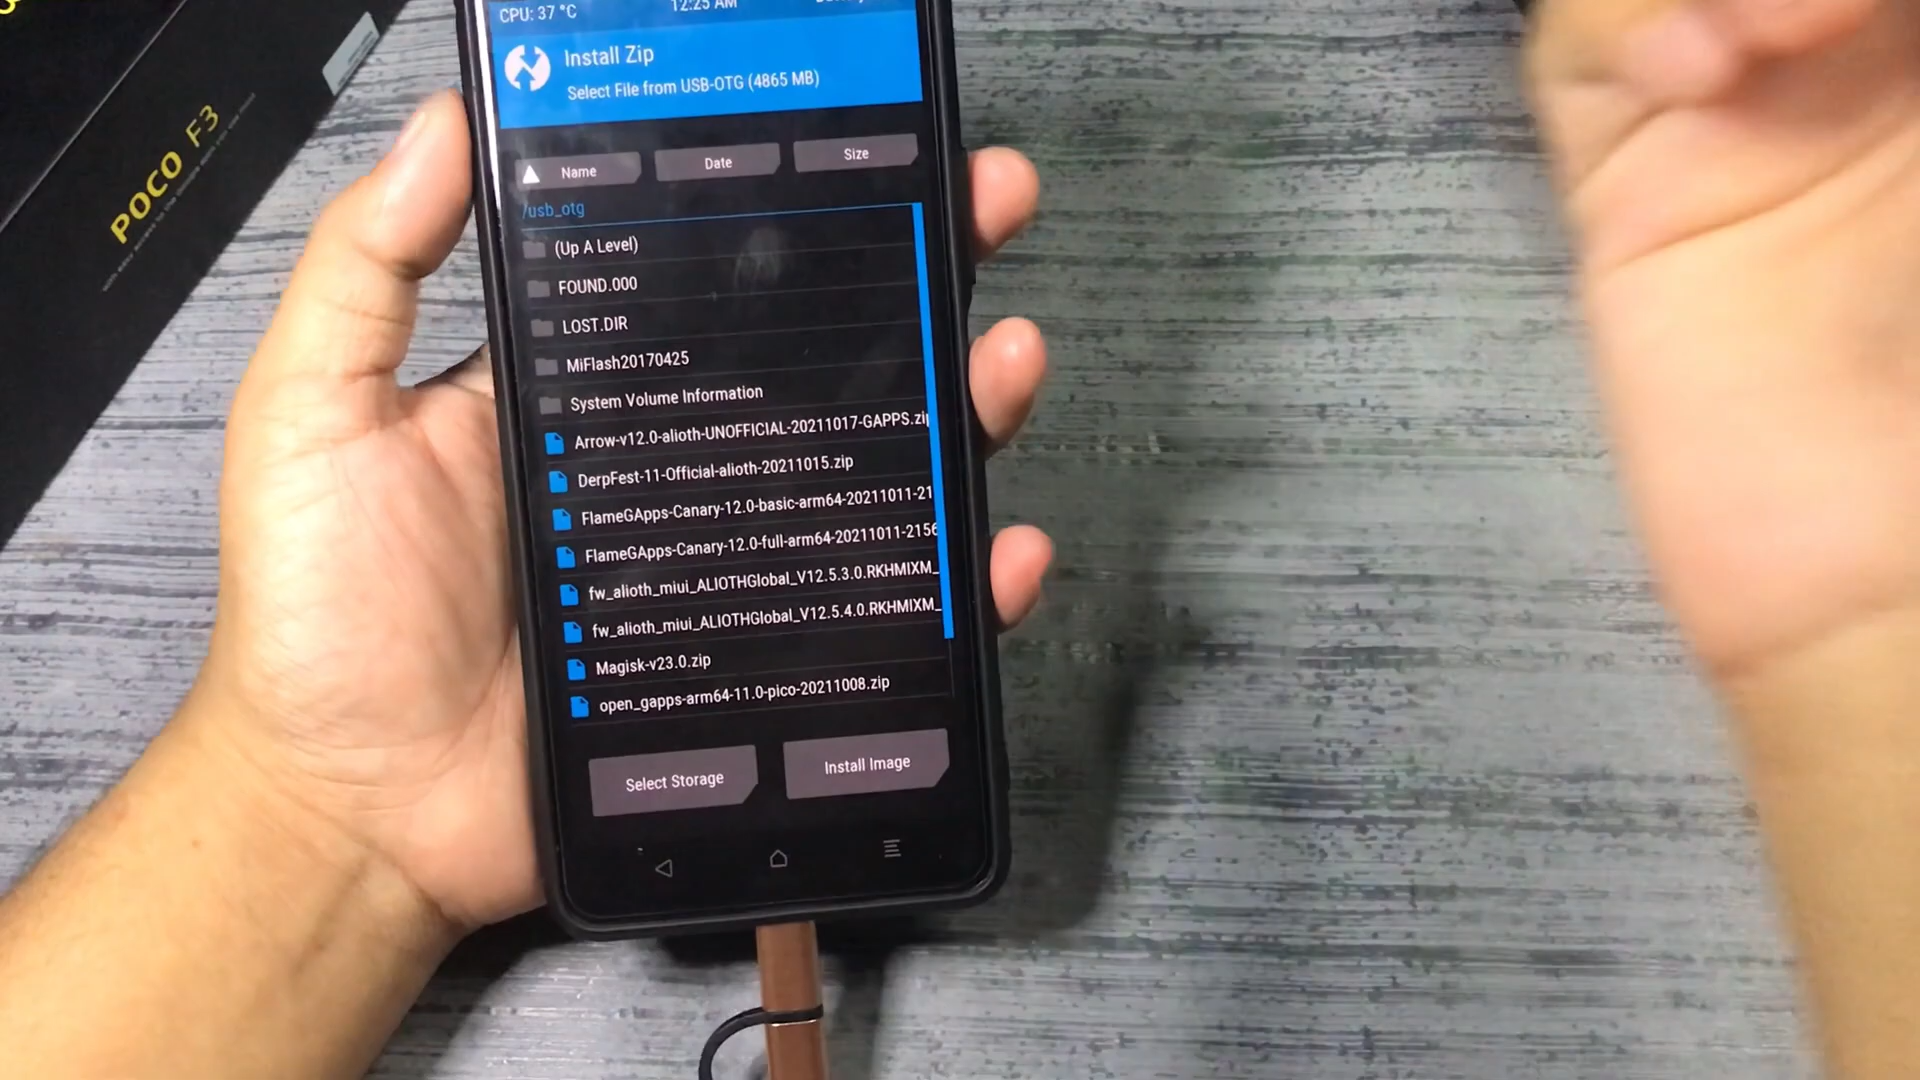 CPU: 37 °C
12:25 AM
Install Zip
Select File from USB-OTG (4865 MB)
Name
Date
Size
/usb_otg
(Up A Level)
FOUND.000
LOST.DIR
MiFlash20170425
System Volume Information
Arrow-v12.0-alioth-UNOFFICIAL-20211017-GAPPS.zip
DerpFest-11-Official-alioth-20211015.zip
FlameGApps-Canary-12.0-basic-arm64-20211011-21
FlameGApps-Canary-12.0-full-arm64-20211011-2156
fw_alioth_miui_ALIOTHGlobal_V12.5.3.0.RKHMIXM_
fw_alioth_miui_ALIOTHGlobal_V12.5.4.0.RKHMIXM_
Magisk-v23.0.zip
open_gapps-arm64-11.0-pico-20211008.zip
Select Storage
Install Image
POCO F3